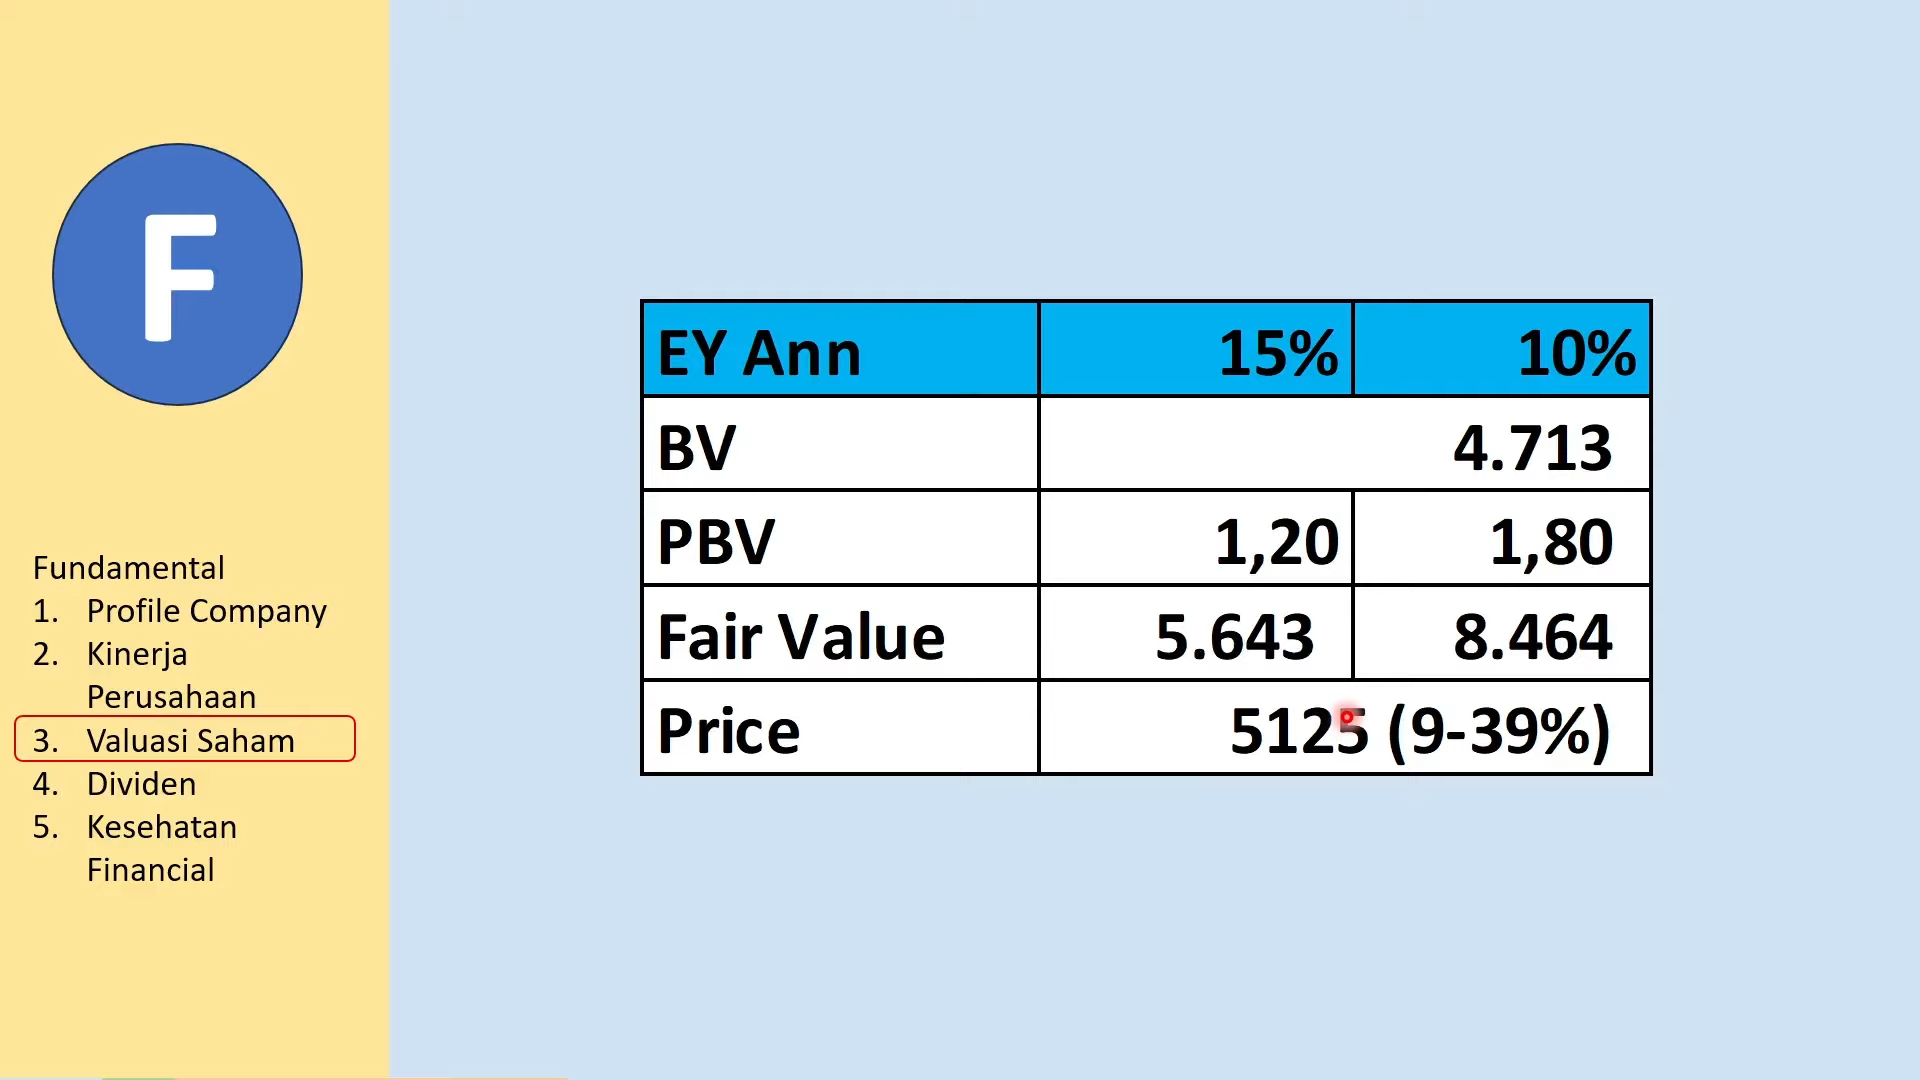 F
Fundamental
1. Profile Company
2. Kinerja
Perusahaan
3. Valuasi Saham
4. Dividen
5. Kesehatan
Financial
EY Ann 15% 10%
BV 4.713
PBV 1,20 1,80
Fair Value 5.643 8.464
Price 5125 (9-39%)